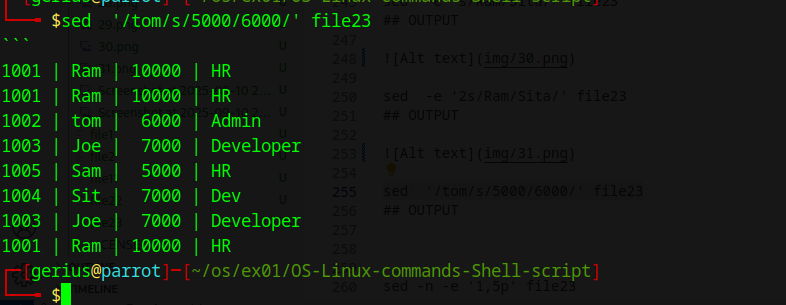 [gerius@parrot]-[~/os/ex01/OS-Linux-commands-Shell-script]
$sed  '/tom/s/5000/6000/' file23
```
1001 | Ram | 10000 | HR
1001 | Ram | 10000 | HR
1002 | tom |  6000 | Admin
1003 | Joe |  7000 | Developer
1005 | Sam |  5000 | HR
1004 | Sit |  7000 | Dev
1003 | Joe |  7000 | Developer
1001 | Ram | 10000 | HR
[gerius@parrot]-[~/os/ex01/OS-Linux-commands-Shell-script]
$
30.png
U
TIMELINE
## OUTPUT
247
248 ![Alt text](img/30.png)
249
250 sed  -e '2s/Ram/Sita/' file23
251 ## OUTPUT
252
253 ![Alt text](img/31.png)
254
255 sed  '/tom/s/5000/6000/' file23
256 ## OUTPUT
257
258
260 sed -n -e '1,5p' file23